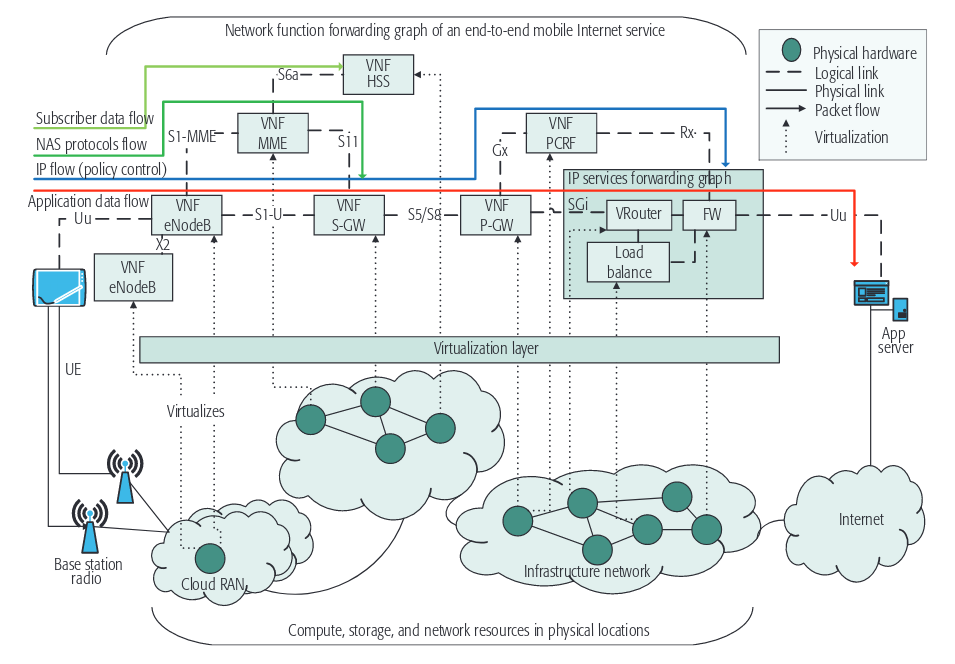 Network function forwarding graph of an end-to-end mobile Internet service
Physical hardware
Logical link
Physical link
Packet flow
Virtualization
VNF
HSS
S6a
Subscriber data flow
VNF
MME
S1-MME
S11
VNF
PCRF
Gx
Rx
NAS protocols flow
IP flow (policy control)
IP services forwarding graph
Application data flow
Uu
VNF
eNodeB
S1-U
VNF
S-GW
S5/S8
VNF
P-GW
SGi
VRouter
FW
Uu
X2
VNF
eNodeB
Load
balance
App
server
Virtualization layer
UE
Virtualizes
Base station
radio
Cloud RAN
Infrastructure network
Internet
Compute, storage, and network resources in physical locations